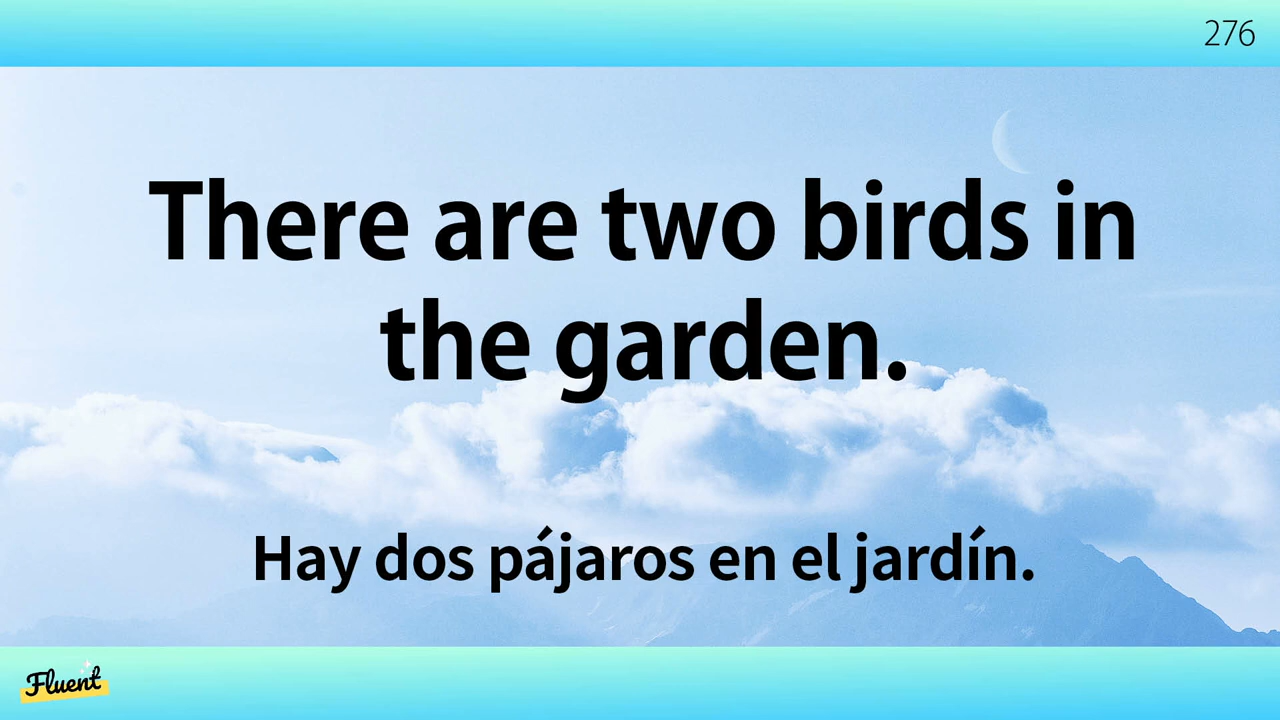 276
There are two birds in
the garden.
Hay dos pájaros en el jardín.
Fluent